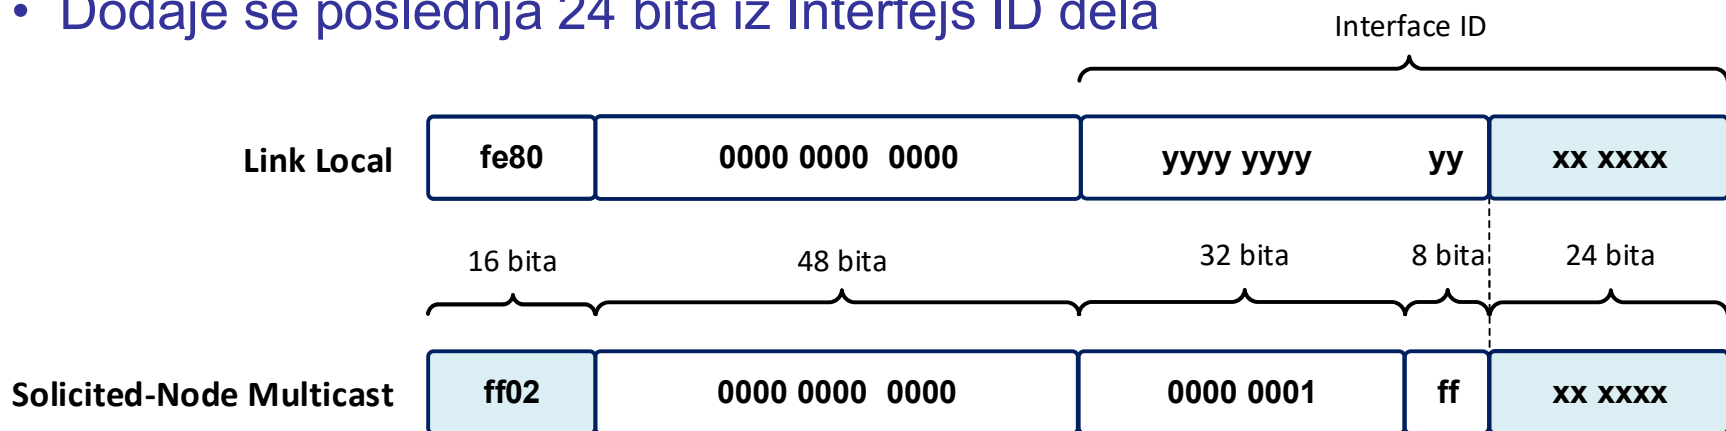 • Dodaje se poslednja 24 bita iz Interfejs ID dela
Interface ID
Link Local fe80 0000 0000 0000 yyyy yyyy yy xx xxxx
16 bita 48 bita 32 bita 8 bita 24 bita
Solicited-Node Multicast ff02 0000 0000 0000 0000 0001 ff xx xxxx